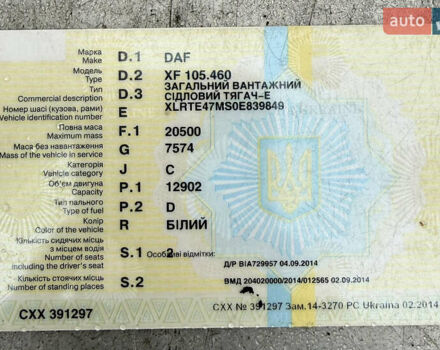 auto
Марка D.1 DAF
Make
Модель D.2 XF 105.460
Type
Тип D.3 ЗАГАЛЬНИЙ ВАНТАЖНИЙ
Commercial description СІДЛОВИЙ ТЯГАЧ-Е
Номер шасі (кузова, рами) E XLRTE47MS0E839849
Vehicle identification number
Повна маса F.1 20500
Maximum mass
Маса без навантаження G 7574
Mass of the vehicle in service
Категорія J C
Vehicle category
Об'єм двигуна P.1 12902
Capacity
Тип пального P.2 D
Type of fuel
Колір R БІЛИЙ
Color of the vehicle
Кількість сидячих місць
з місцем водія S.1 2 Особливі відмітки:
Number of seats
including the driver's seat Д/Р ВІА729957 04.09.2014
Кількість стоячих місць S.2 ВМД 204020000/2014/012565 02.09.2014
Number of standing places
СХХ 391297 СХХ № 391297 Зам.14-3270 РС Ukraina 02.2014